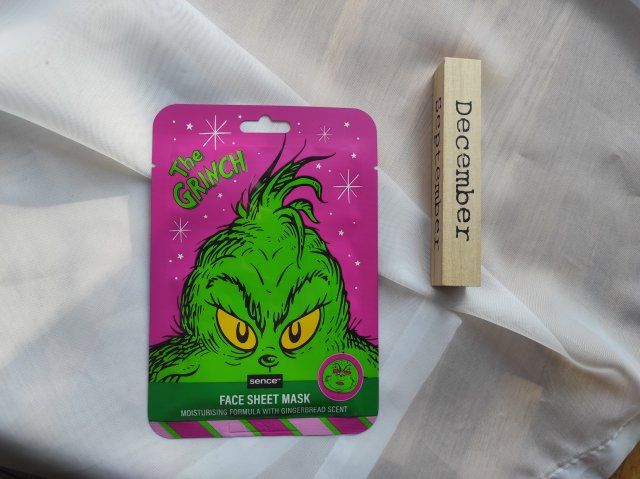 The
GRINCH
sence
FACE SHEET MASK
MOISTURISING FORMULA WITH GINGERBREAD SCENT
December
September